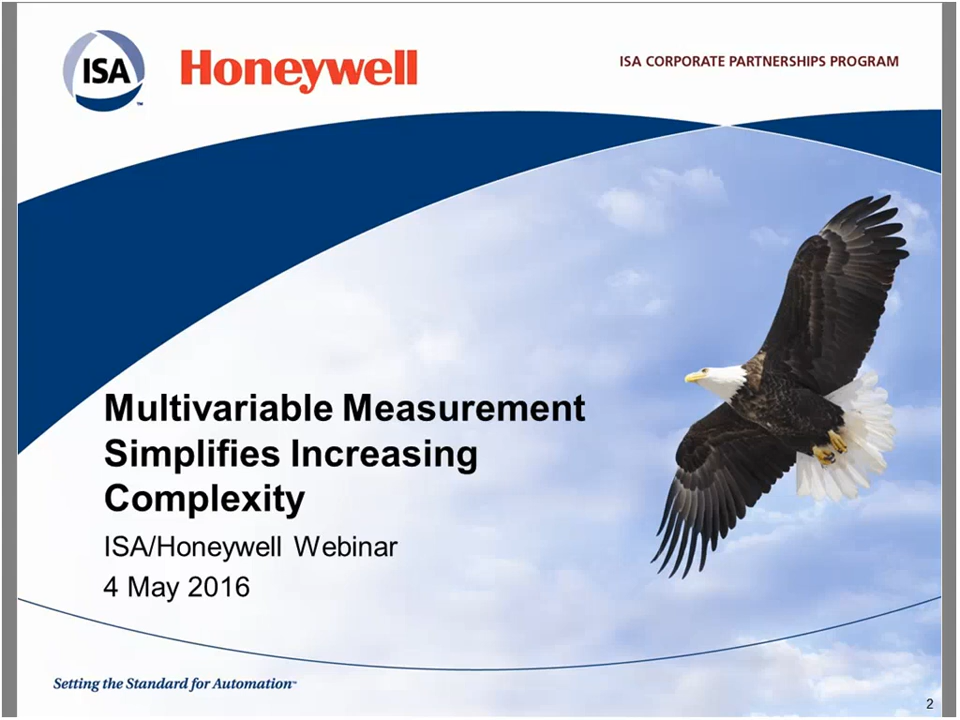 ISA™
Honeywell
ISA CORPORATE PARTNERSHIPS PROGRAM
Multivariable Measurement
Simplifies Increasing
Complexity
ISA/Honeywell Webinar
4 May 2016
Setting the Standard for Automation™
2